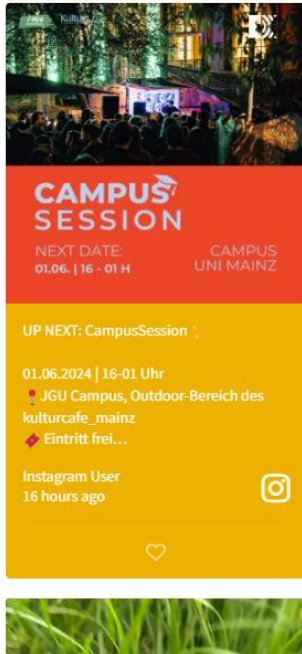 CAMPUS
SESSION
NEXT DATE:
01.06. | 16 - 01 H
CAMPUS
UNI MAINZ
UP NEXT: CampusSession ✨
01.06.2024 | 16-01 Uhr
📍JGU Campus, Outdoor-Bereich des
kulturcafe_mainz
🎟️ Eintritt frei…
Instagram User
16 hours ago